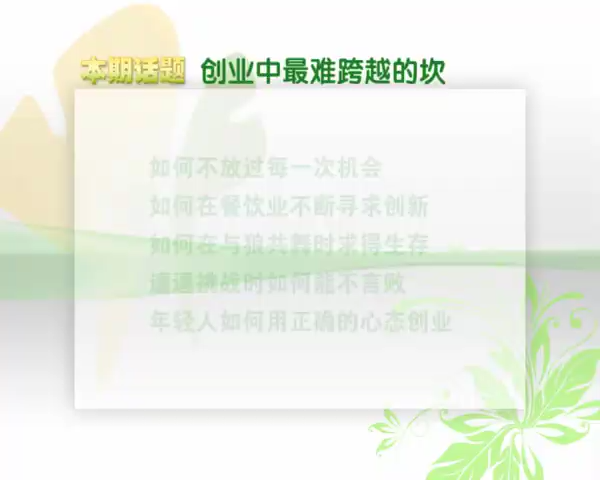 本期话题 创业中最难跨越的坎
如何不放过每一次机会
如何在餐饮业不断寻求创新
如何在与狼共舞时求得生存
遭遇挑战时如何能不言败
年轻人如何用正确的心态创业